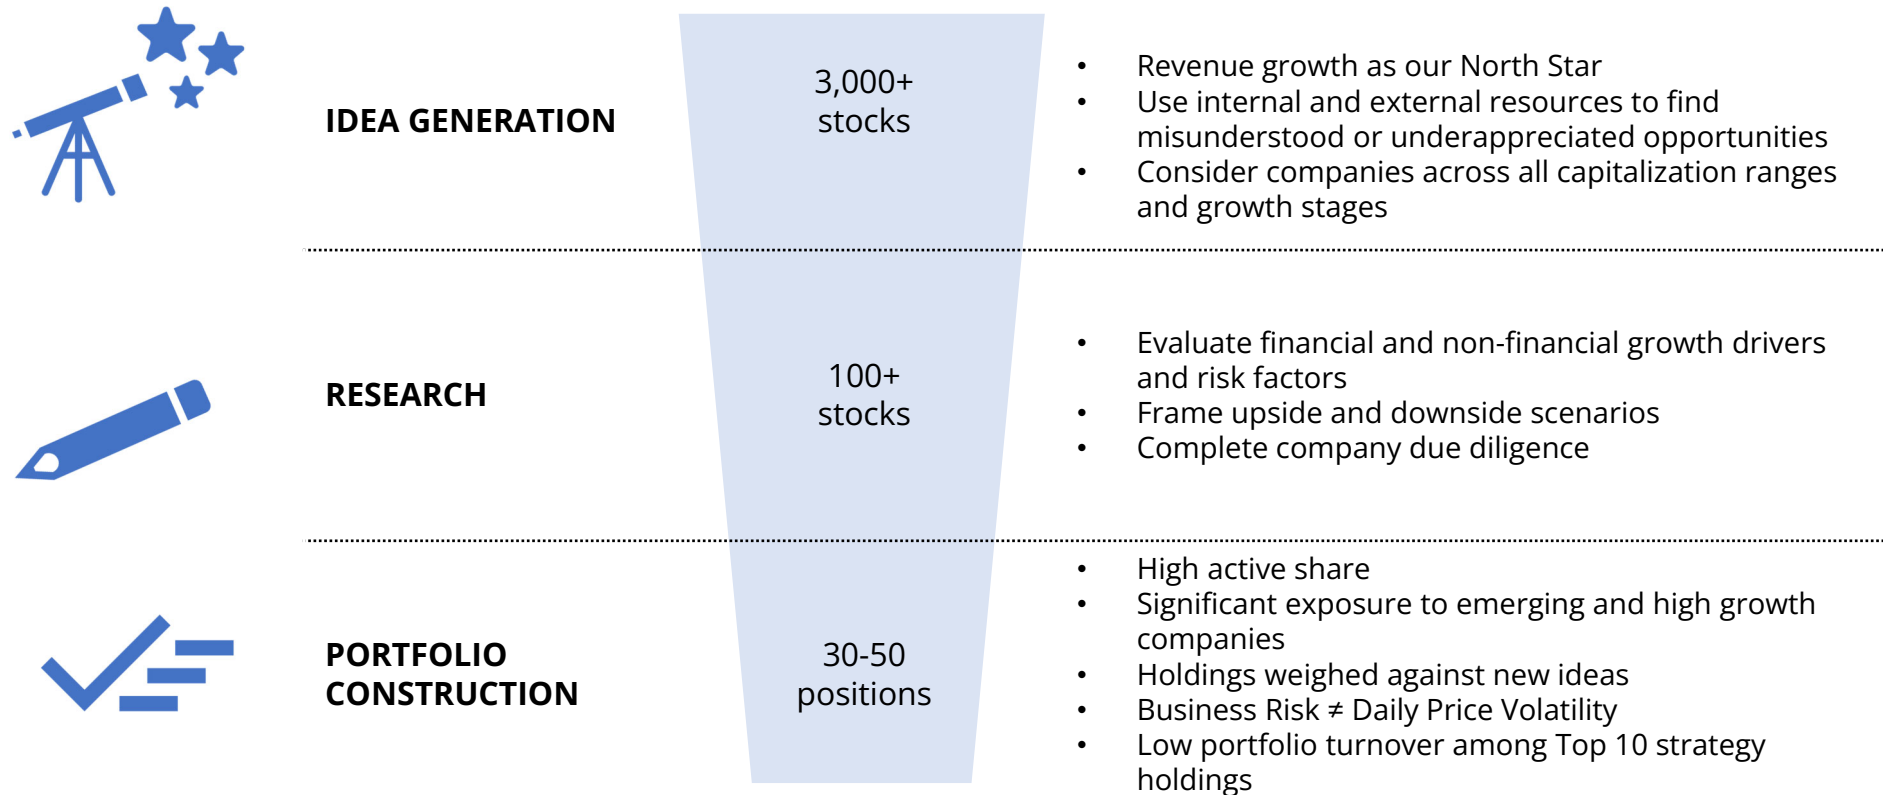 IDEA GENERATION
3,000+
stocks
• Revenue growth as our North Star
• Use internal and external resources to find
misunderstood or underappreciated opportunities
• Consider companies across all capitalization ranges
and growth stages
RESEARCH
100+
stocks
• Evaluate financial and non-financial growth drivers
and risk factors
• Frame upside and downside scenarios
• Complete company due diligence
PORTFOLIO
CONSTRUCTION
30-50
positions
• High active share
• Significant exposure to emerging and high growth
companies
• Holdings weighed against new ideas
• Business Risk ≠ Daily Price Volatility
• Low portfolio turnover among Top 10 strategy
holdings